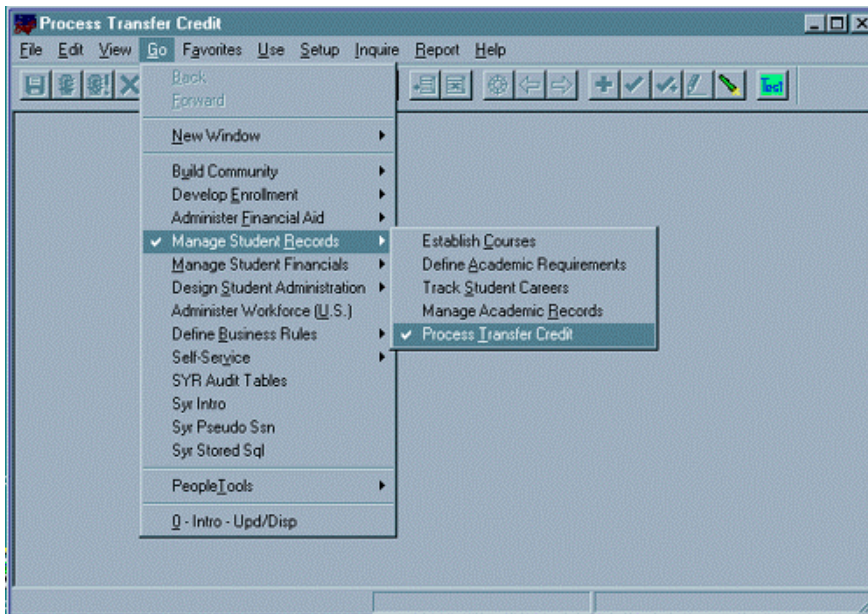 Process Transfer Credit
File Edit View Go Favorites Use Setup Inquire Report Help
Test
Back
Forward
New Window
Build Community
Develop Enrollment
Administer Financial Aid
Manage Student Records
Manage Student Financials
Design Student Administration
Administer Workforce (U.S.)
Define Business Rules
Self-Service
SYR Audit Tables
Syr Intro
Syr Pseudo Ssn
Syr Stored Sql
PeopleTools
0 - Intro - Upd/Disp
Establish Courses
Define Academic Requirements
Track Student Careers
Manage Academic Records
Process Transfer Credit